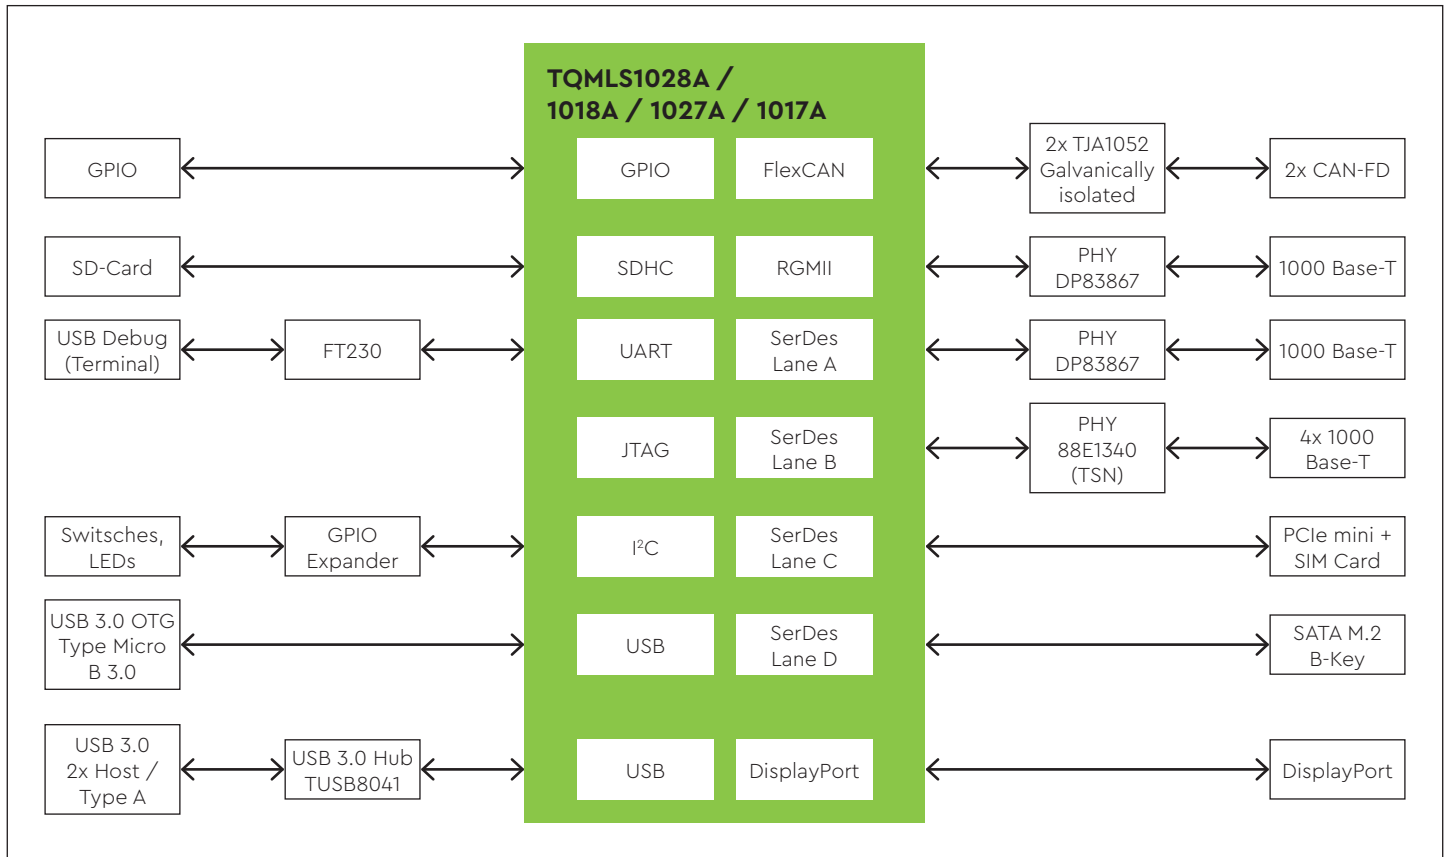 TQMLS1028A /
1018A / 1027A / 1017A
GPIO
GPIO
FlexCAN
2x TJA1052
Galvanically
isolated
2x CAN-FD
SD-Card
SDHC
RGMII
PHY
DP83867
1000 Base-T
USB Debug
(Terminal)
FT230
UART
SerDes
Lane A
PHY
DP83867
1000 Base-T
JTAG
SerDes
Lane B
PHY
88E1340
(TSN)
4x 1000
Base-T
Switsches,
LEDs
GPIO
Expander
I²C
SerDes
Lane C
PCIe mini +
SIM Card
USB 3.0 OTG
Type Micro
B 3.0
USB
SerDes
Lane D
SATA M.2
B-Key
USB 3.0
2x Host /
Type A
USB 3.0 Hub
TUSB8041
USB
DisplayPort
DisplayPort